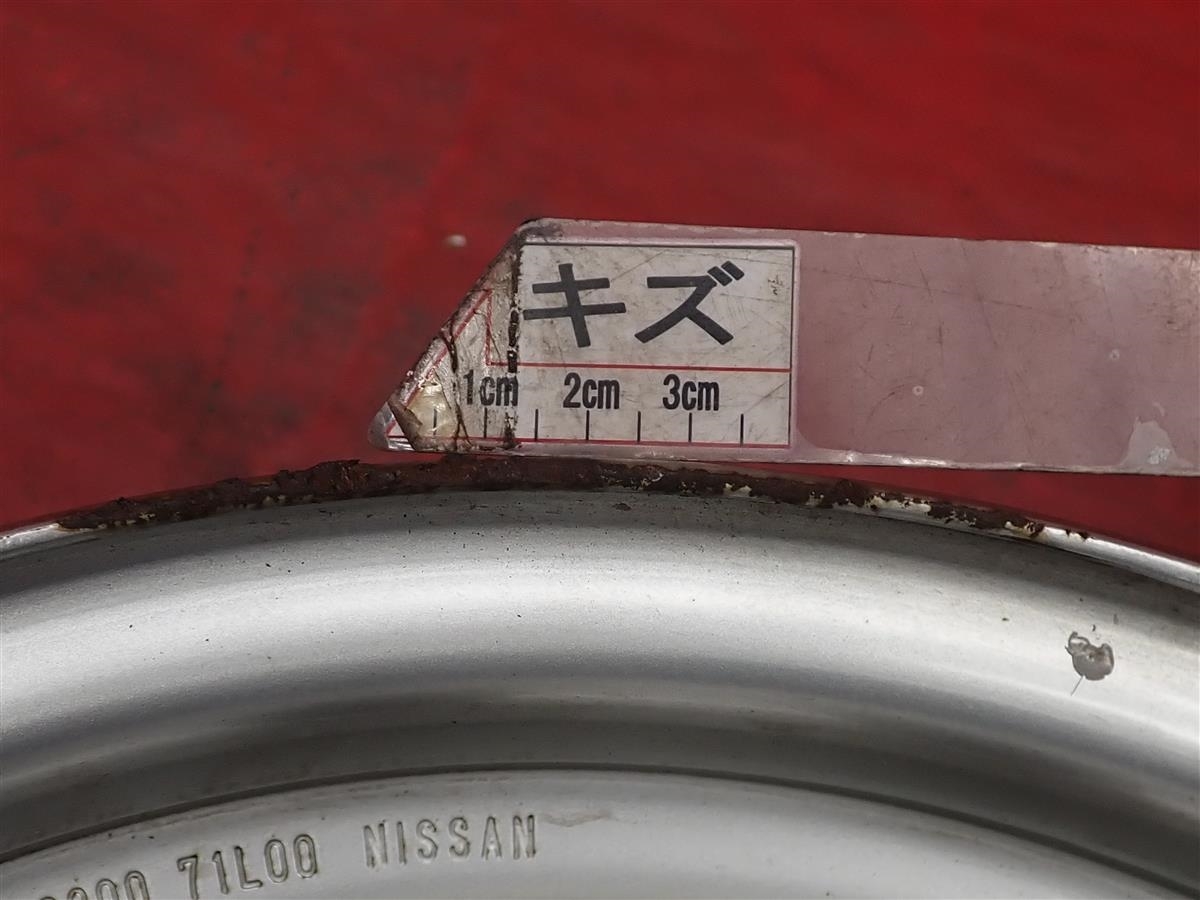 キズ
1cm 2cm 3cm
71L00 NISSAN